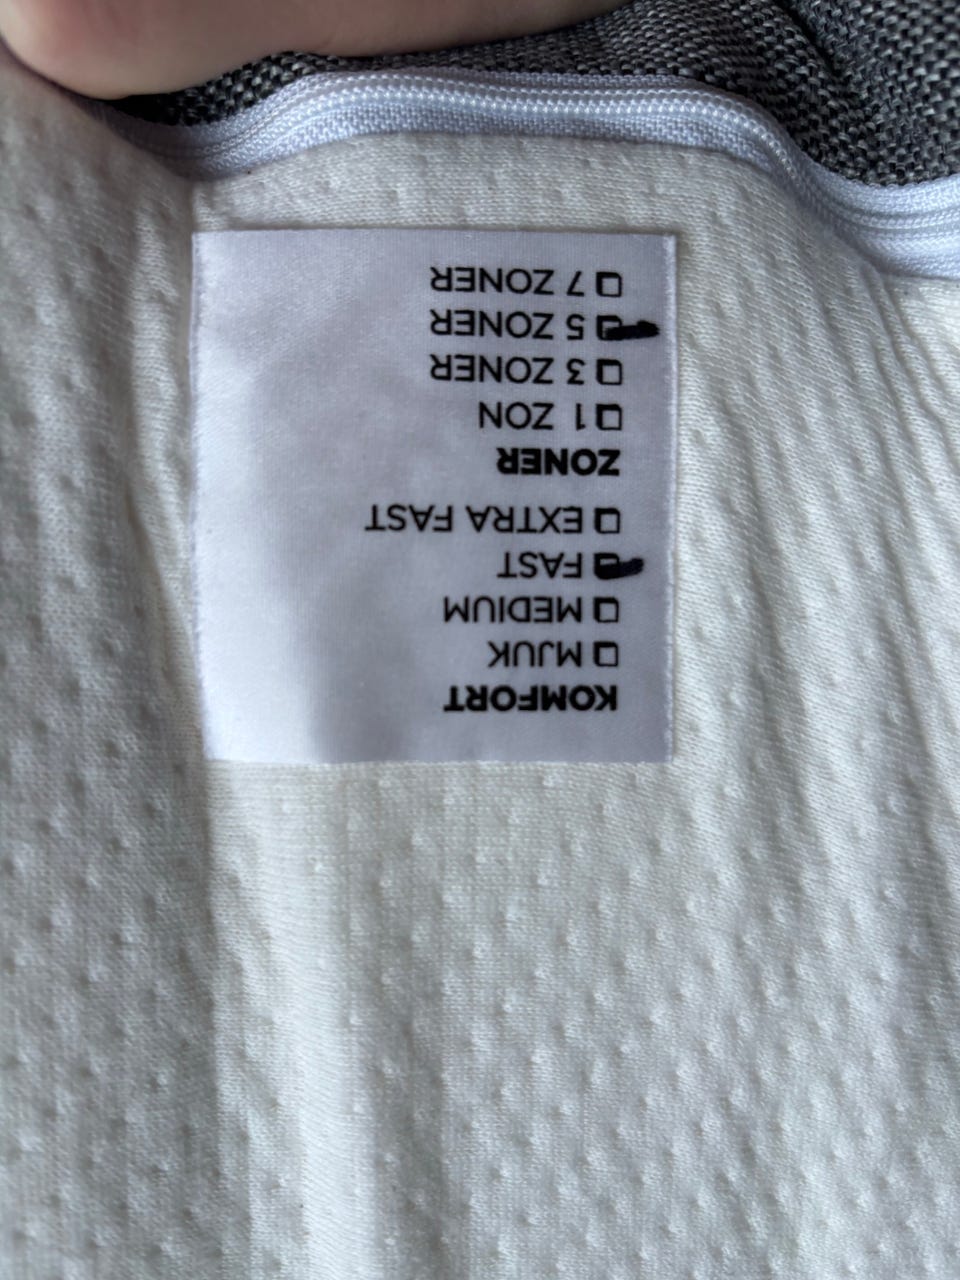 KOMFORT
☐ MJUK
☐ MEDIUM
☑ FAST
☐ EXTRA FAST
ZONER
☐ 1 ZON
☐ 3 ZONER
☑ 5 ZONER
☐ 7 ZONER